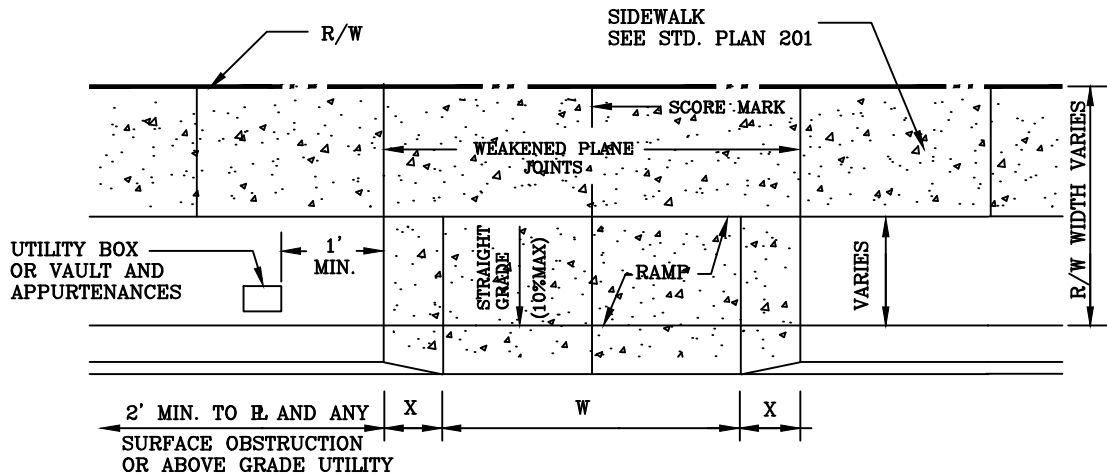 SIDEWALK
SEE STD. PLAN 201
R/W
SCORE MARK
WEAKENED PLANE
JOINTS
R/W WIDTH VARIES
UTILITY BOX
OR VAULT AND
APPURTENANCES
1'
MIN.
STRAIGHT
GRADE
(10%MAX)
RAMP
VARIES
2' MIN. TO PL AND ANY
SURFACE OBSTRUCTION
OR ABOVE GRADE UTILITY
X
W
X